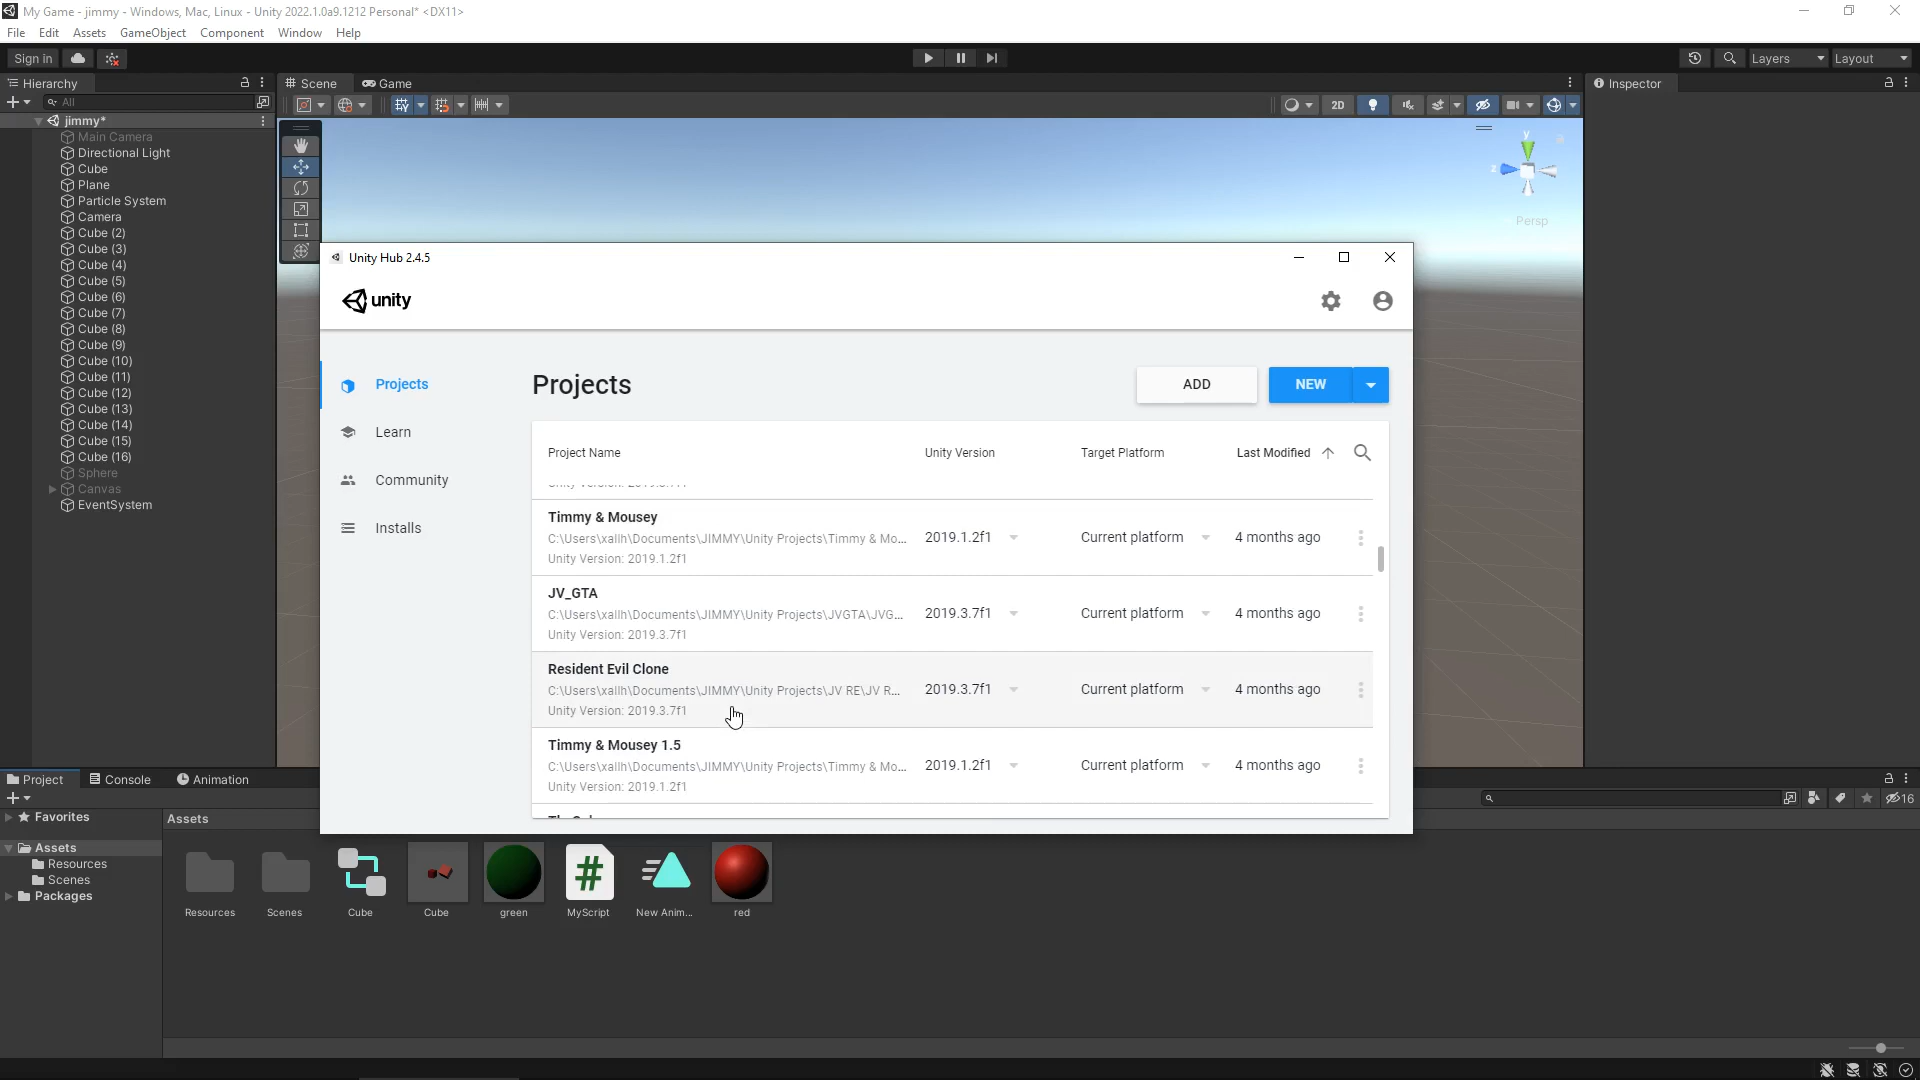 My Game - jimmy - Windows, Mac, Linux - Unity 2022.1.0a9.1212 Personal* <DX11>
File Edit Assets GameObject Component Window Help
Sign in
Layers
Layout
Hierarchy
All
jimmy*
Main Camera
Directional Light
Cube
Plane
Particle System
Camera
Cube (2)
Cube (3)
Cube (4)
Cube (5)
Cube (6)
Cube (7)
Cube (8)
Cube (9)
Cube (10)
Cube (11)
Cube (12)
Cube (13)
Cube (14)
Cube (15)
Cube (16)
Sphere
Canvas
EventSystem
Scene
Game
2D
y
z
Persp
Inspector
Unity Hub 2.4.5
unity
Projects
Learn
Community
Installs
Projects
ADD
NEW
Project Name Unity Version Target Platform Last Modified
Timmy & Mousey
C:\Users\xallh\Documents\JIMMY\Unity Projects\Timmy & Mo... 2019.1.2f1 Current platform 4 months ago
Unity Version: 2019.1.2f1
JV_GTA
C:\Users\xallh\Documents\JIMMY\Unity Projects\JVGTA\JVG... 2019.3.7f1 Current platform 4 months ago
Unity Version: 2019.3.7f1
Resident Evil Clone
C:\Users\xallh\Documents\JIMMY\Unity Projects\JV RE\JV R... 2019.3.7f1 Current platform 4 months ago
Unity Version: 2019.3.7f1
Timmy & Mousey 1.5
C:\Users\xallh\Documents\JIMMY\Unity Projects\Timmy & Mo... 2019.1.2f1 Current platform 4 months ago
Unity Version: 2019.1.2f1
Project
Console
Animation
16
Favorites
Assets
Resources
Scenes
Packages
Assets
Resources
Scenes
Cube
Cube
green
MyScript
New Anim...
red